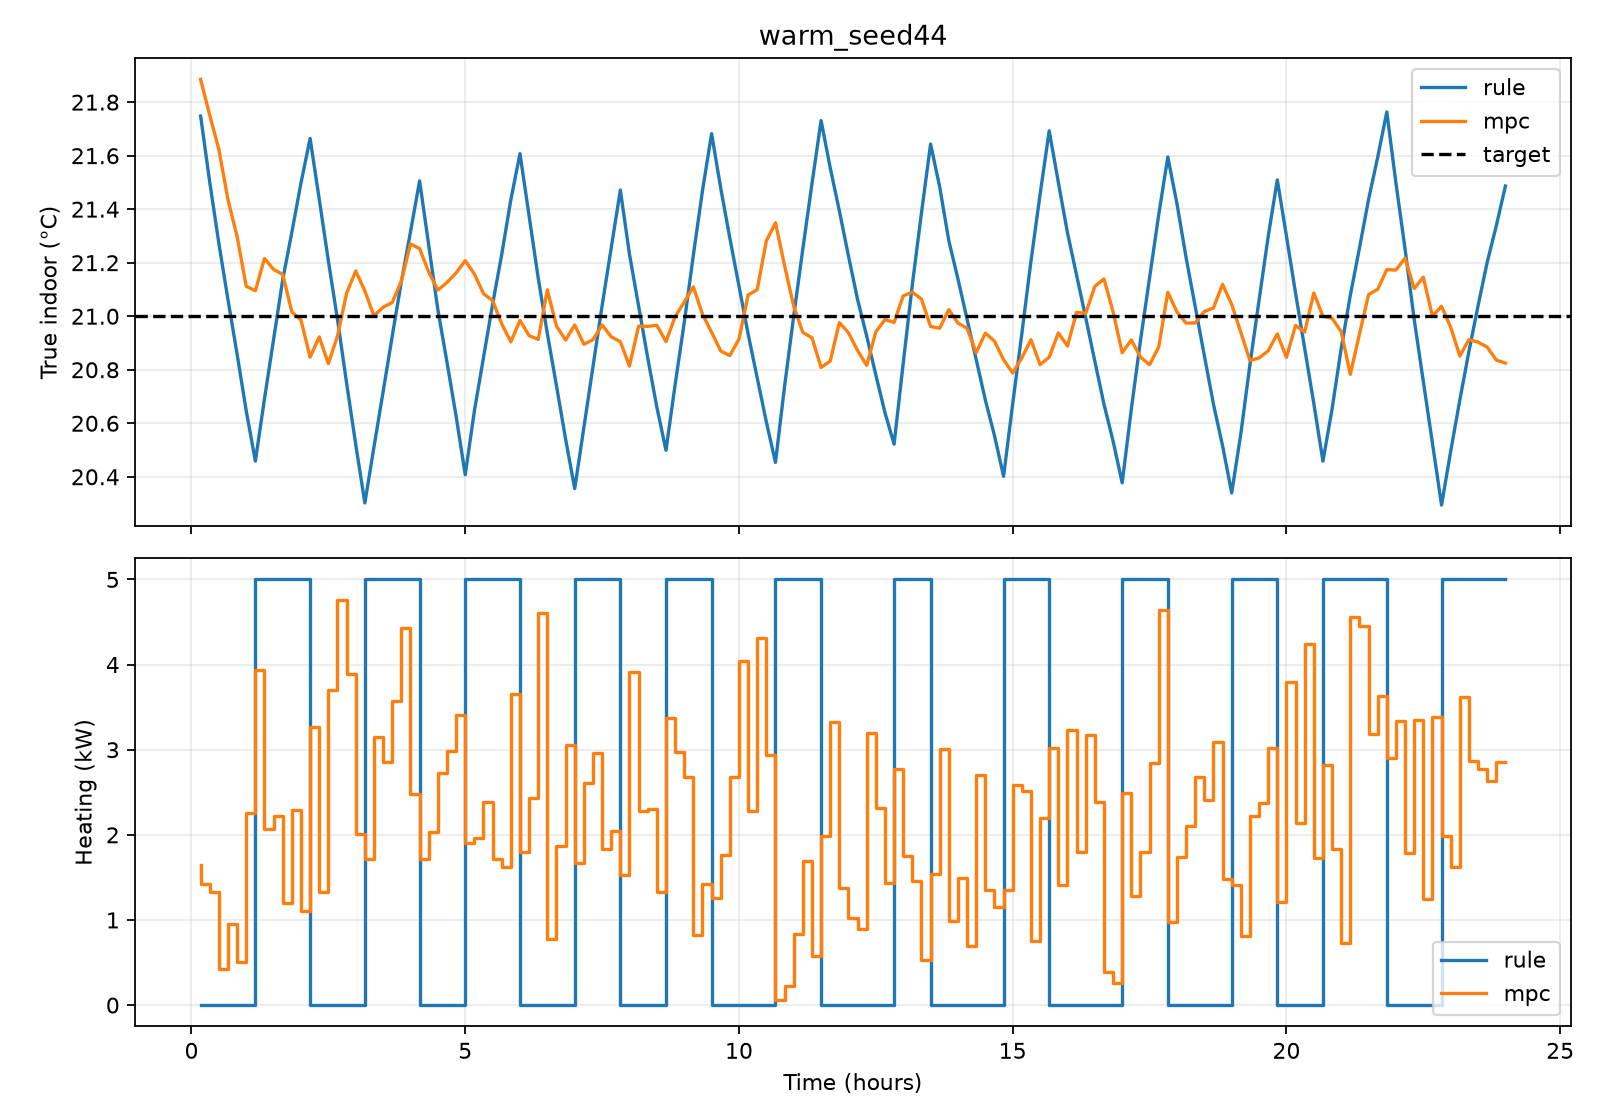 warm_seed44
21.8
21.6
21.4
21.2
21.0
20.8
20.6
20.4
True indoor (°C)
rule
mpc
target
5
4
3
2
1
0
Heating (kW)
rule
mpc
0 5 10 15 20 25
Time (hours)